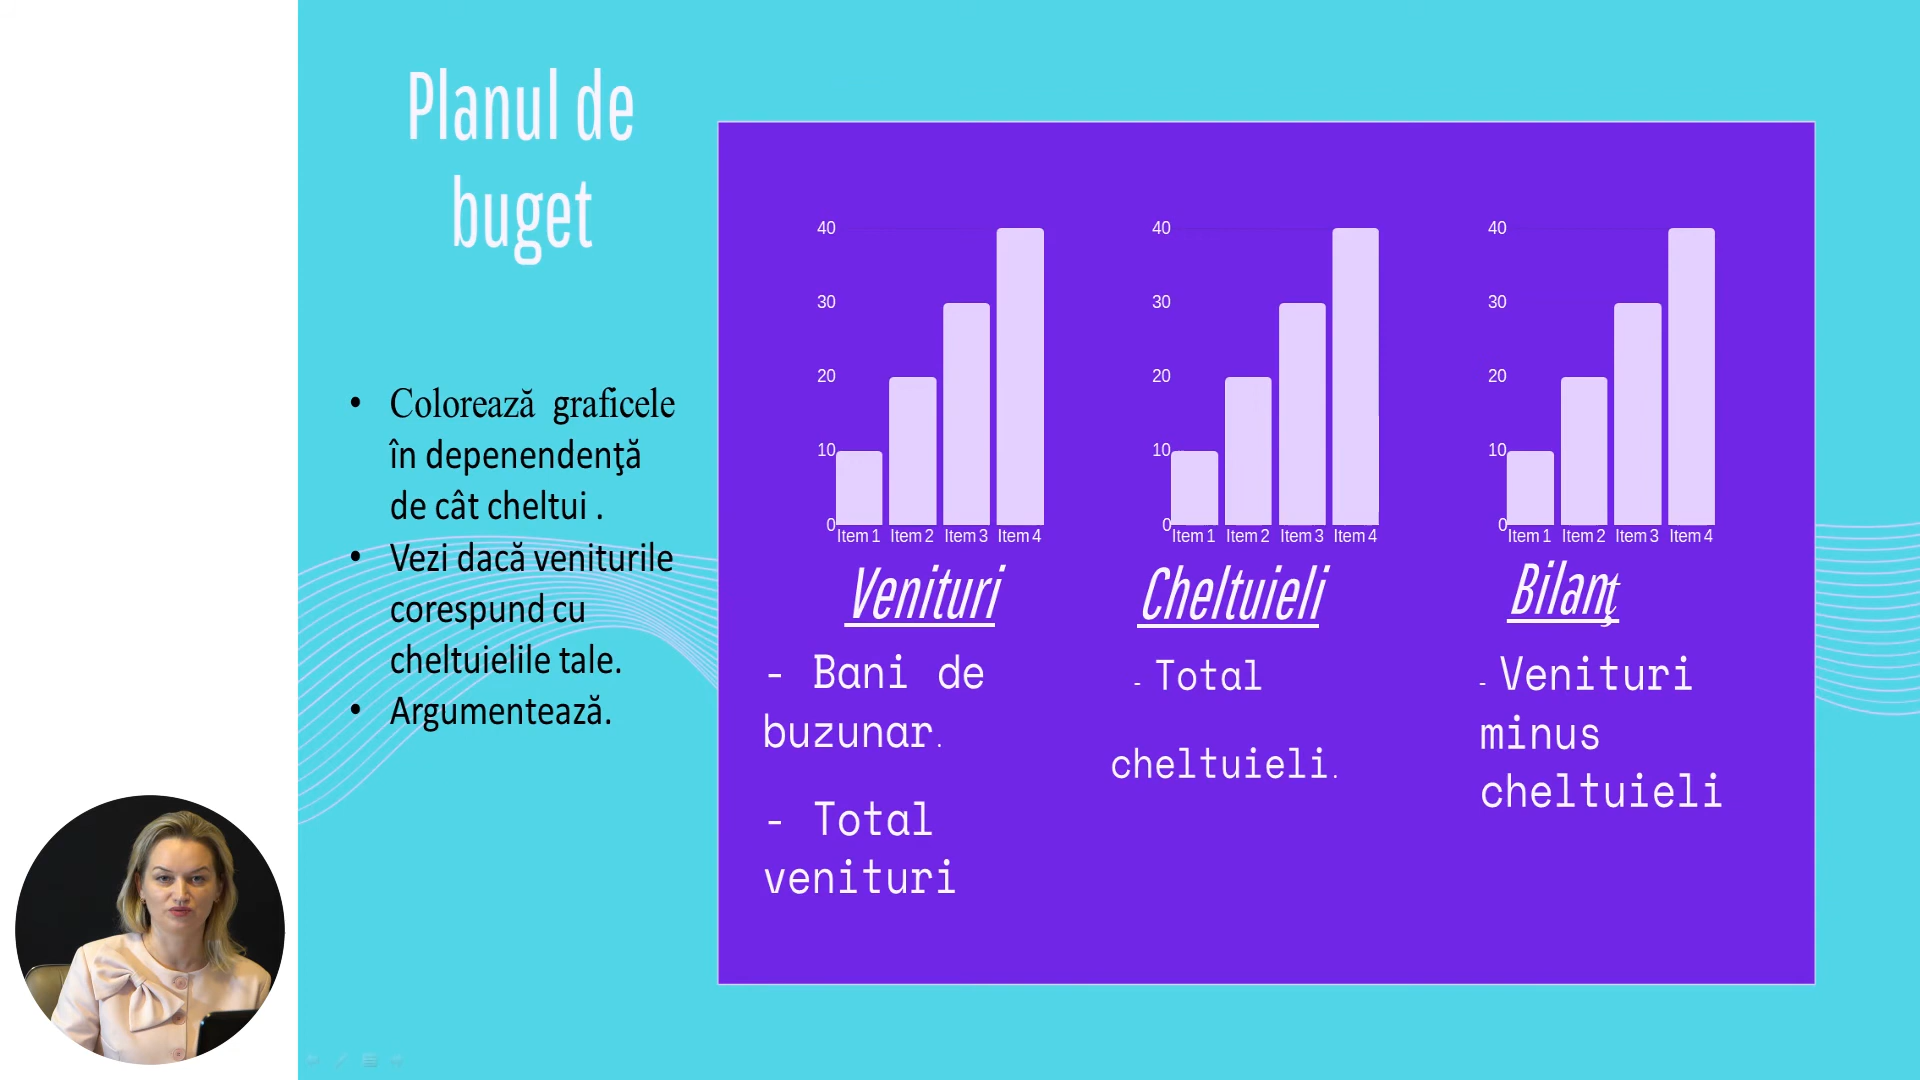 Planul de
buget
• Colorează graficele
în depenendenţă
de cât cheltui .
• Vezi dacă veniturile
corespund cu
cheltuielile tale.
• Argumentează.
40
30
20
10
0
Item 1 Item 2 Item 3 Item 4
Venituri
- Bani de
buzunar.
- Total
venituri
40
30
20
10
0
Item 1 Item 2 Item 3 Item 4
Cheltuieli
- Total
cheltuieli.
40
30
20
10
0
Item 1 Item 2 Item 3 Item 4
Bilanţ
- Venituri
minus
cheltuieli